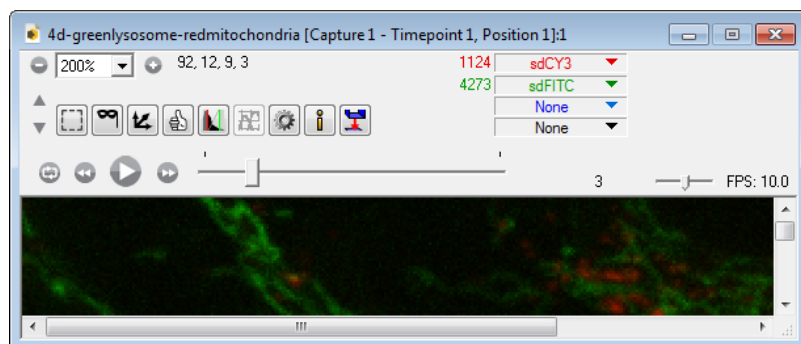 4d-greenlysosome-redmitochondria [Capture 1 - Timepoint 1, Position 1]:1
200% 92, 12, 9, 3 1124 sdCY3
4273 sdFITC
None
None
3 FPS: 10.0